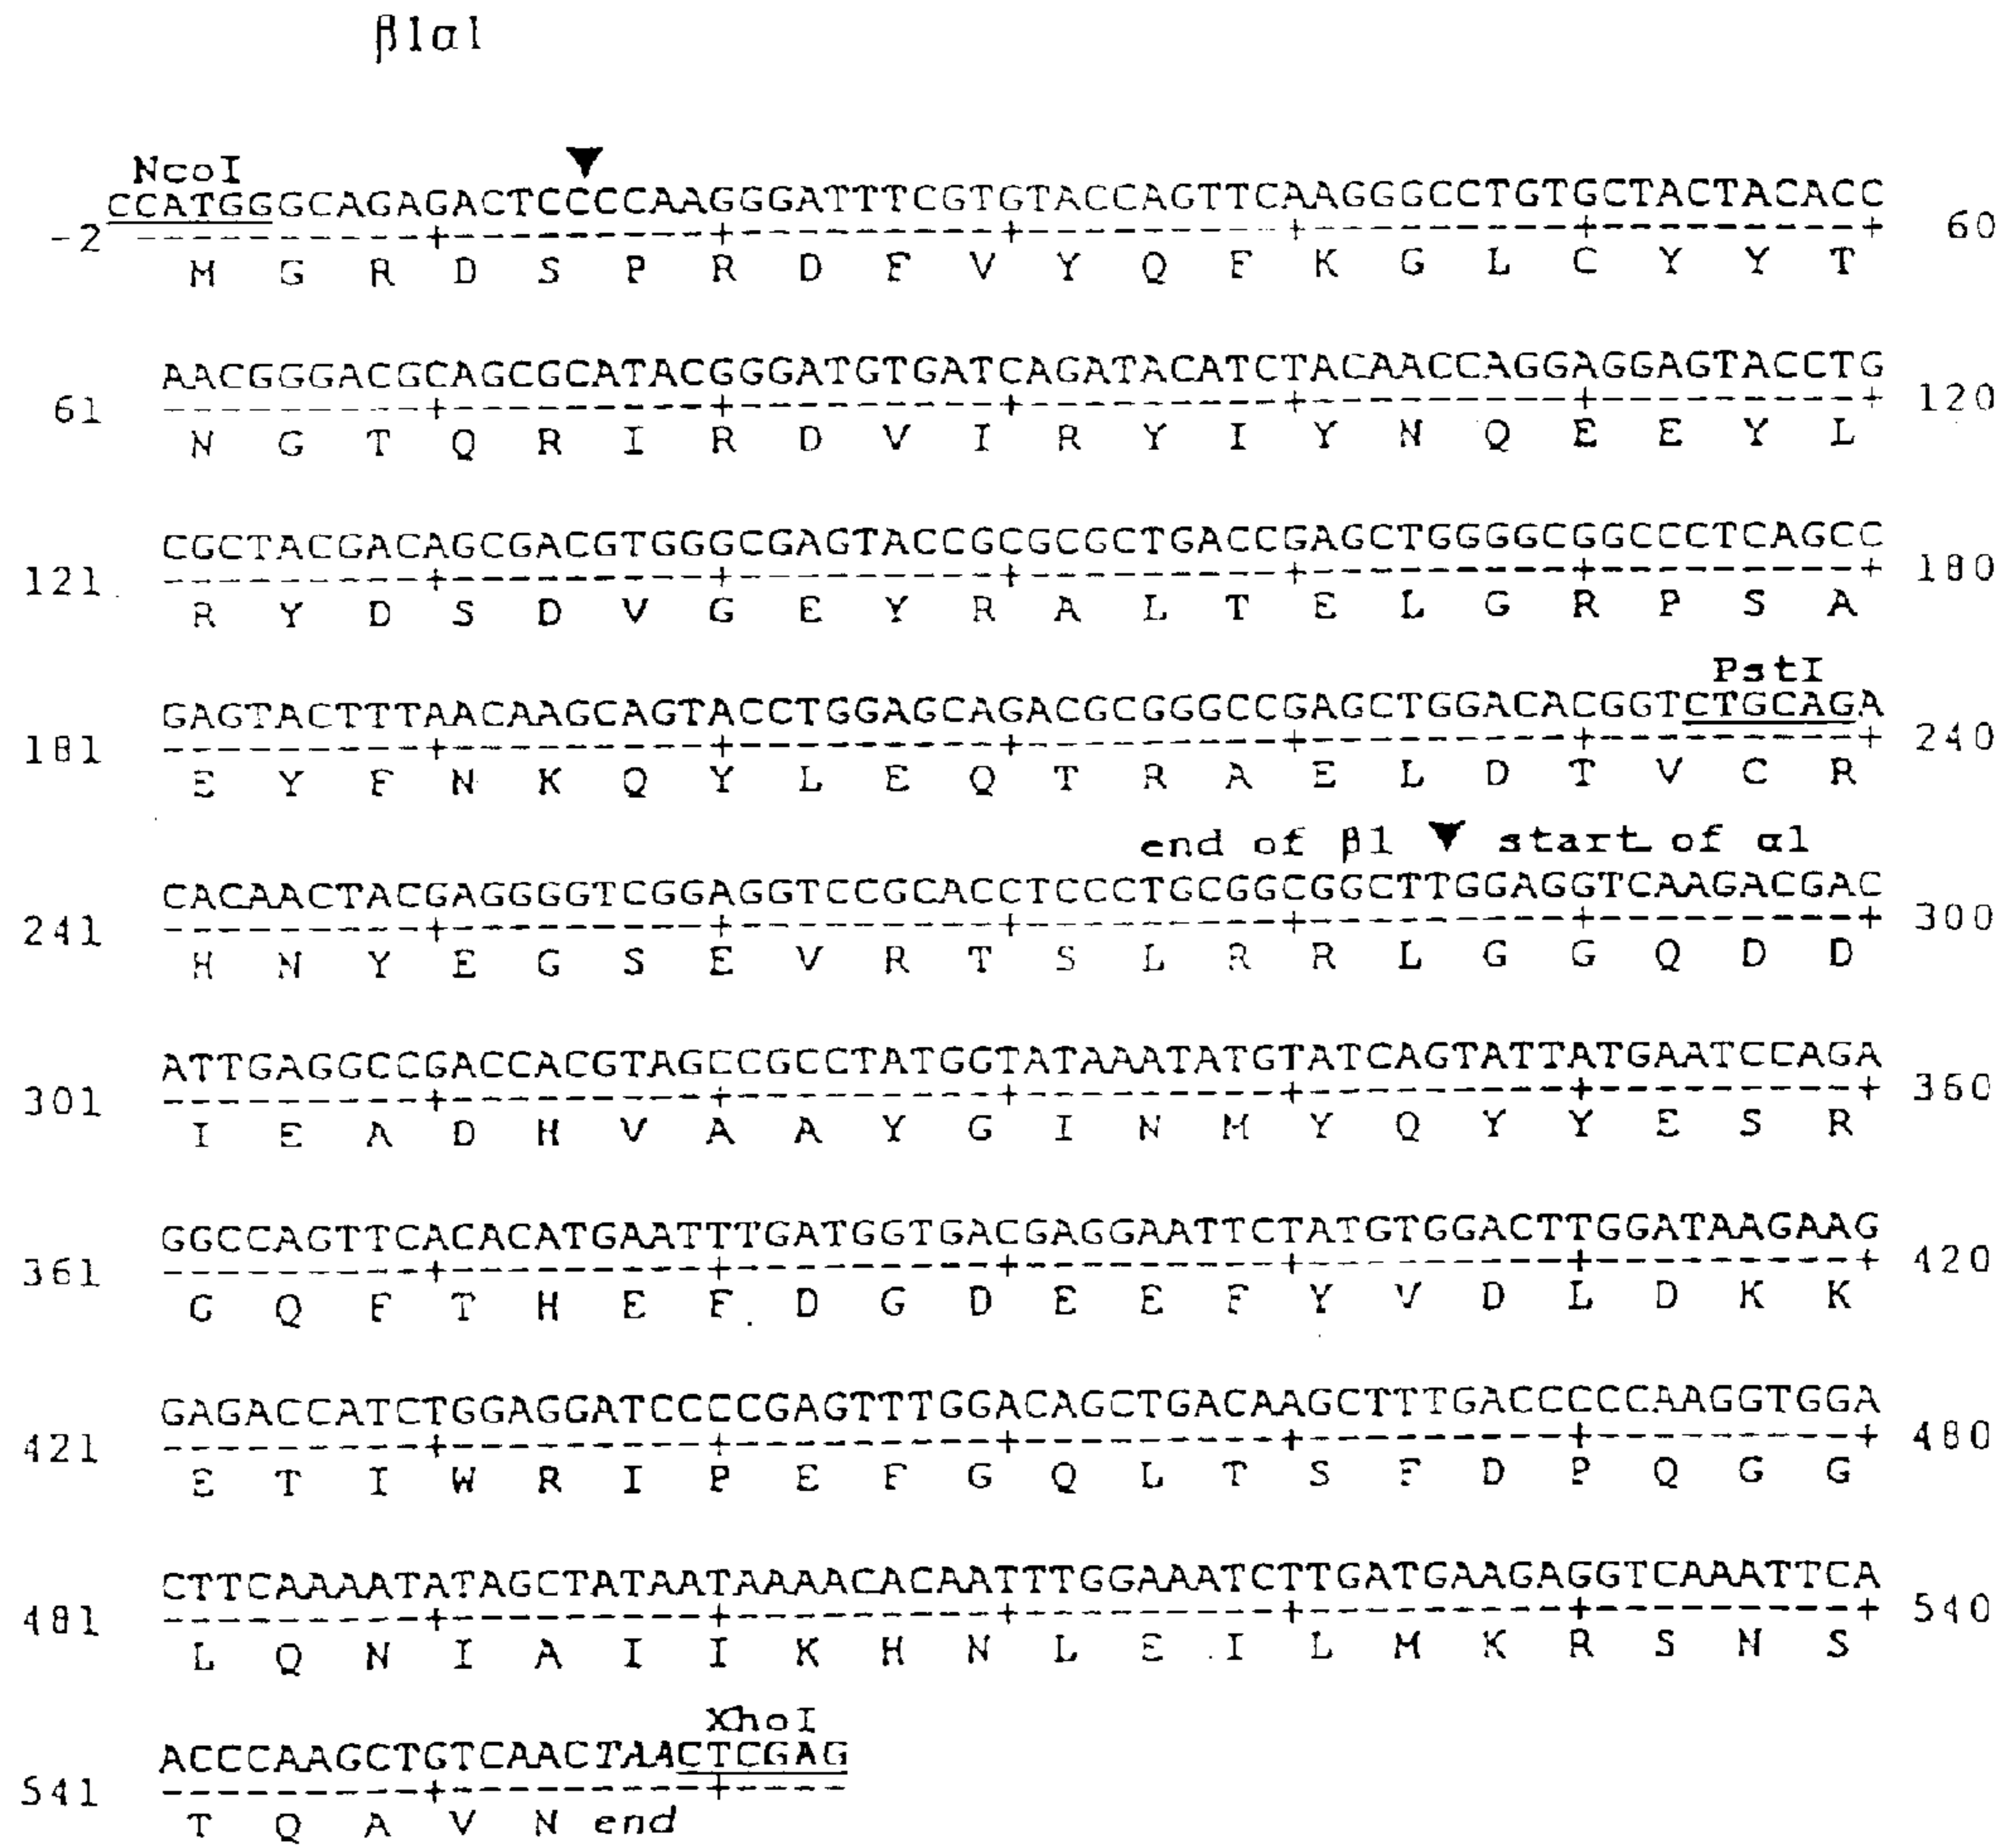 β1α1
NcoI ▼
CCATGGGCAGAGACTCCCCAAGGGATTTCGTGTACCAGTTCAAGGGCCTGTGCTACTACACC
-2 ----------+---------+---------+---------+---------+---------+ 60
M G R D S P R D F V Y Q F K G L C Y Y T
AACGGGACGCAGCGCATACGGGATGTGATCAGATACATCTACAACCAGGAGGAGTACCTG
61 ---------+---------+---------+---------+---------+---------+ 120
N G T Q R I R D V I R Y I Y N Q E E Y L
CGCTACGACAGCGACGTGGGCGAGTACCGCGCGCTGACCGAGCTGGGGCGGCCCTCAGCC
121 ---------+---------+---------+---------+---------+---------+ 180
R Y D S D V G E Y R A L T E L G R P S A
PstI
GAGTACTTTAACAAGCAGTACCTGGAGCAGACGCGGGCCGAGCTGGACACGGTCTGCAGA
181 ---------+---------+---------+---------+---------+---------+ 240
E Y F N K Q Y L E Q T R A E L D T V C R
end of β1 ▼ start of α1
CACAACTACGAGGGGTCGGAGGTCCGCACCTCCCTGCGGCGGCTTGGAGGTCAAGACGAC
241 ---------+---------+---------+---------+---------+---------+ 300
H N Y E G S E V R T S L R R L G G Q D D
ATTGAGGCCGACCACGTAGCCGCCTATGGTATAAATATGTATCAGTATTATGAATCCAGA
301 ---------+---------+---------+---------+---------+---------+ 360
I E A D H V A A Y G I N M Y Q Y Y E S R
GGCCAGTTCACACATGAATTTGATGGTGACGAGGAATTCTATGTGGACTTGGATAAGAAG
361 ---------+---------+---------+---------+---------+---------+ 420
G Q F T H E F D G D E E F Y V D L D K K
GAGACCATCTGGAGGATCCCCGAGTTTGGACAGCTGACAAGCTTTGACCCCCAAGGTGGA
421 ---------+---------+---------+---------+---------+---------+ 480
E T I W R I P E F G Q L T S F D P Q G G
CTTCAAAATATAGCTATAATAAAACACAATTTGGAAATCTTGATGAAGAGGTCAAATTCA
481 ---------+---------+---------+---------+---------+---------+ 540
L Q N I A I I K H N L E I L M K R S N S
XhoI
ACCCAAGCTGTCAACTAACTCGAG
541 ---------+---------+----
T Q A V N end